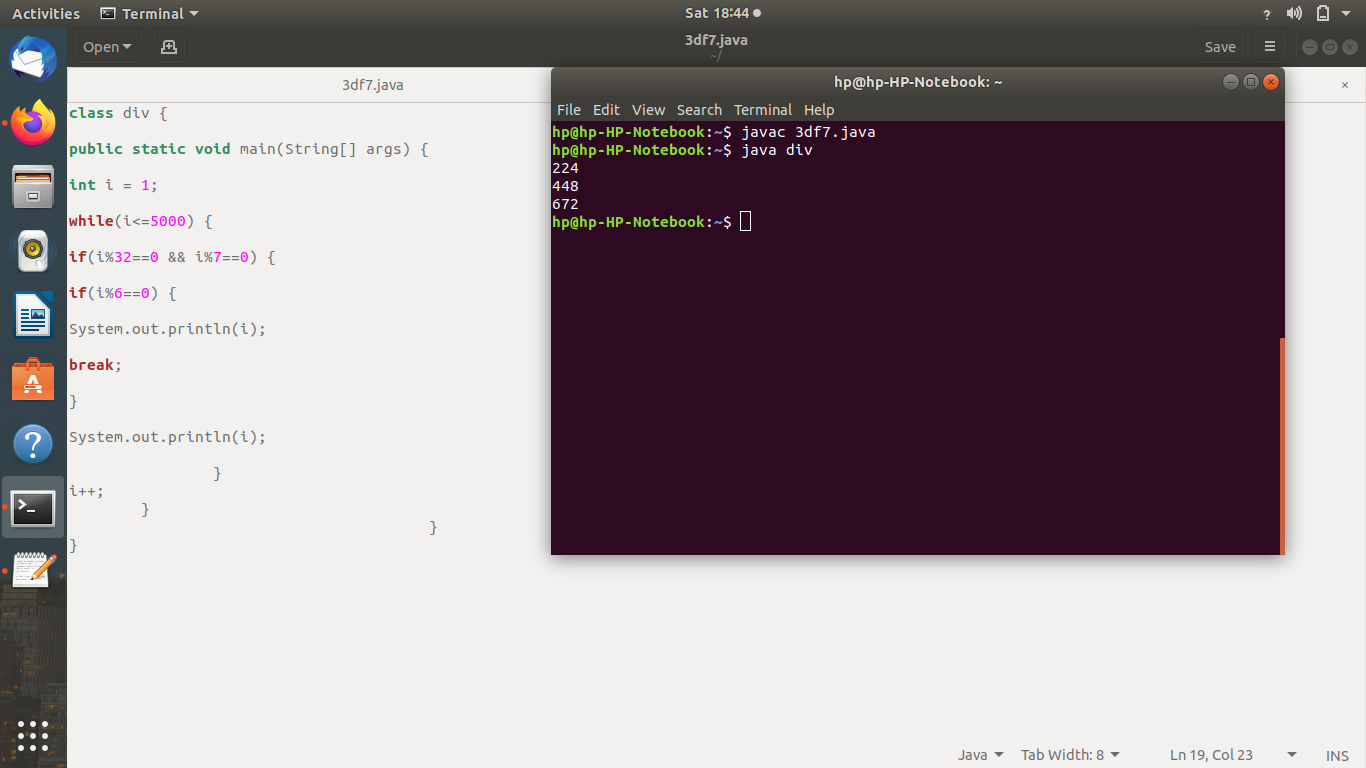 Activities
Terminal
Sat 18:44
?
Open
3df7.java
~/
Save
3df7.java
class div {
public static void main(String[] args) {
int i = 1;
while(i<=5000) {
if(i%32==0 && i%7==0) {
if(i%6==0) {
System.out.println(i);
break;
}
System.out.println(i);
}
i++;
}
}
}
hp@hp-HP-Notebook: ~
File Edit View Search Terminal Help
hp@hp-HP-Notebook:~$ javac 3df7.java
hp@hp-HP-Notebook:~$ java div
224
448
672
hp@hp-HP-Notebook:~$
Java Tab Width: 8 Ln 19, Col 23 INS